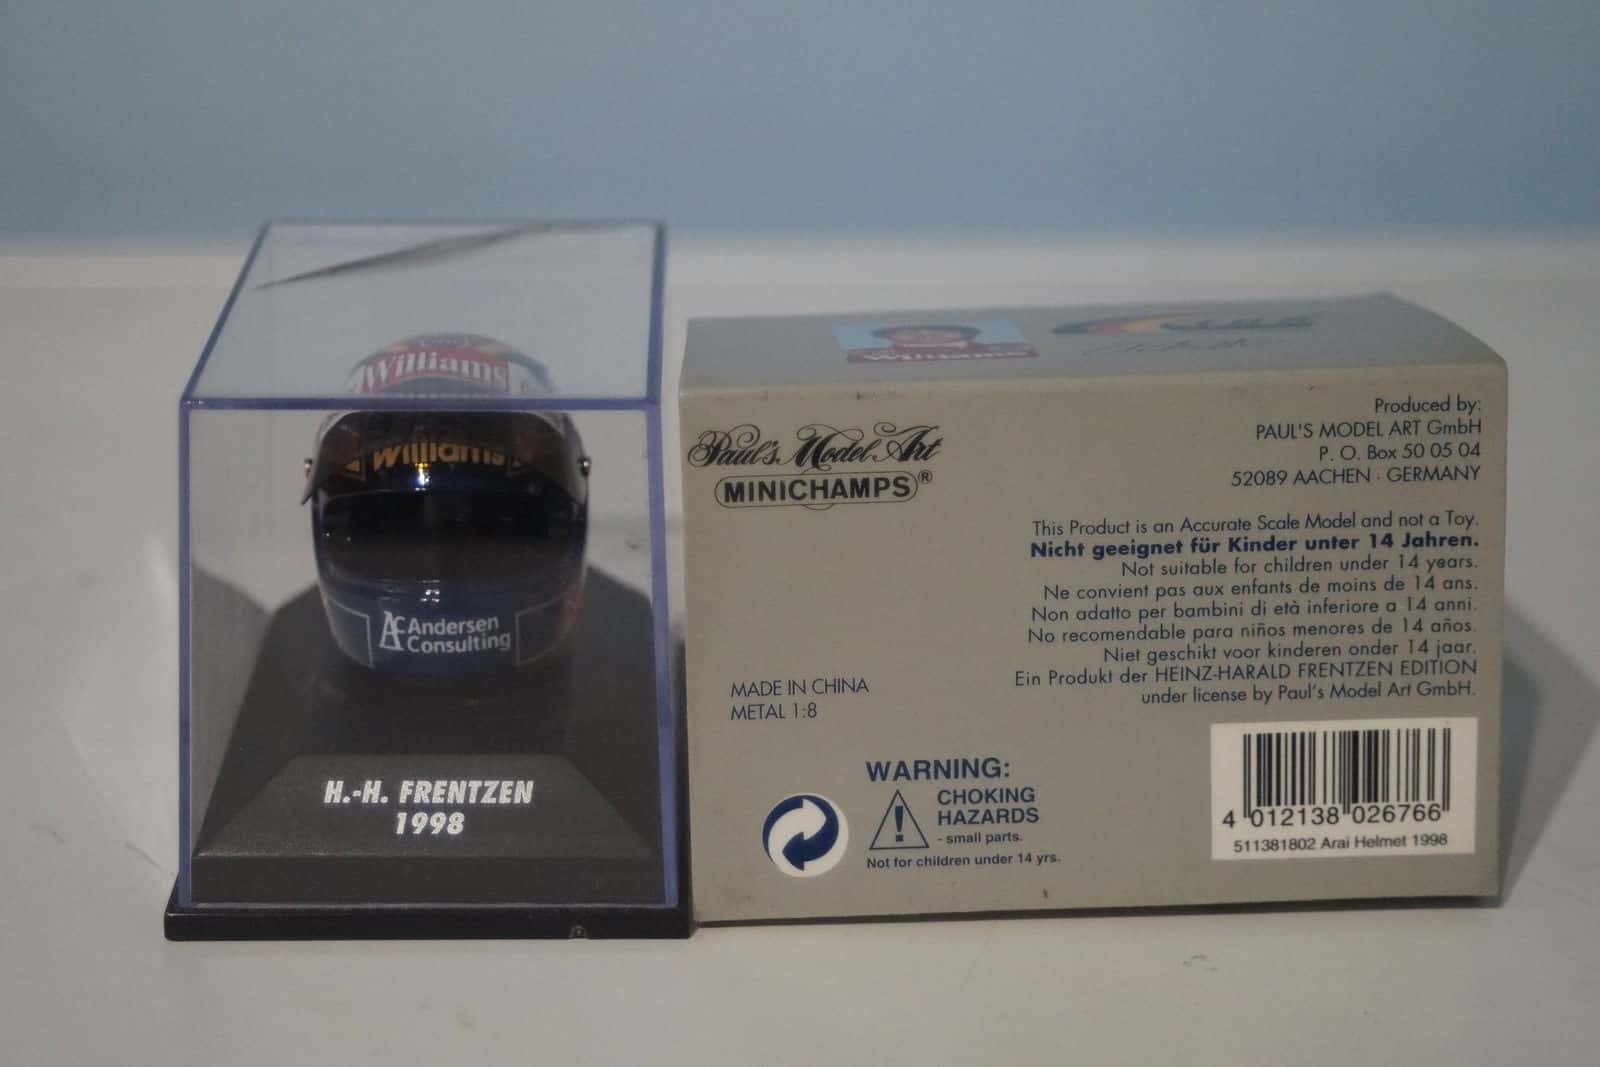 Williams
Williams
Andersen
Consulting
H.-H. FRENTZEN
1998
Williams
Paul's Model Art
MINICHAMPS®
Produced by:
PAUL'S MODEL ART GmbH
P. O. Box 50 05 04
52089 AACHEN · GERMANY
This Product is an Accurate Scale Model and not a Toy.
Nicht geeignet für Kinder unter 14 Jahren.
Not suitable for children under 14 years.
Ne convient pas aux enfants de moins de 14 ans.
Non adatto per bambini di età inferiore a 14 anni.
No recomendable para niños menores de 14 años.
Niet geschikt voor kinderen onder 14 jaar.
Ein Produkt der HEINZ-HARALD FRENTZEN EDITION
under license by Paul's Model Art GmbH.
MADE IN CHINA
METAL 1:8
WARNING:
CHOKING
HAZARDS
- small parts.
Not for children under 14 yrs.
4 012138 026766
511381802 Arai Helmet 1998